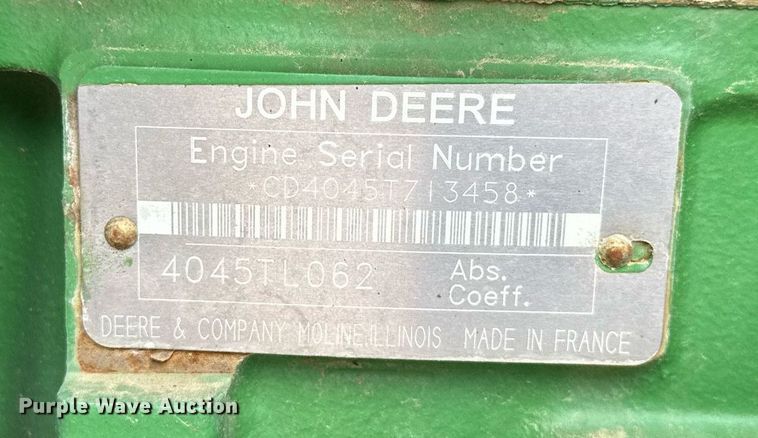 JOHN DEERE
Engine Serial Number
*CD4045T713458*
4045TL062
Abs.
Coeff.
DEERE & COMPANY MOLINE,ILLINOIS MADE IN FRANCE
Purple Wave Auction